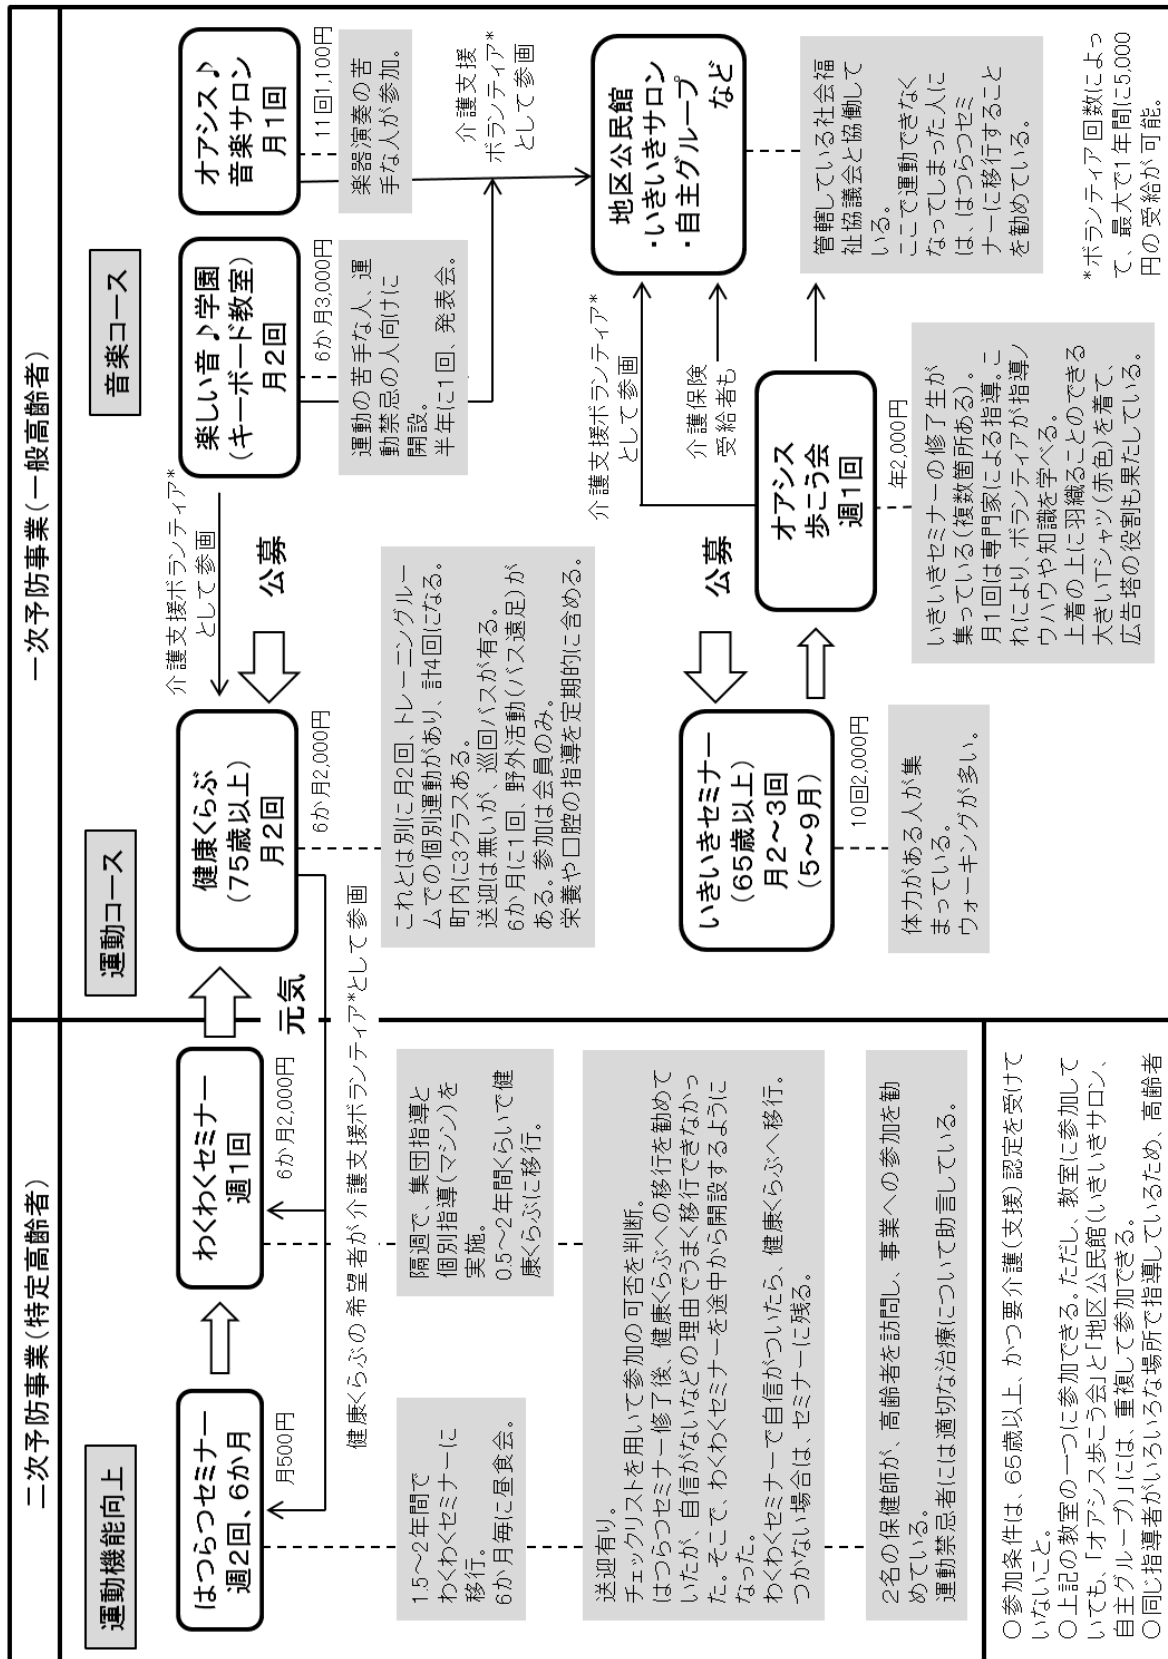 二次予防事業(特定高齢者)
運動機能向上
はつらつセミナー
週2回、6か月
月500円
1.5～2年間で
わくわくセミナーに
移行。
6か月毎に昼食会。
わくわくセミナー
週1回
6か月2,000円
隔週で、集団指導と
個別指導(マシン)を
実施。
0.5～2年間くらいで健
康くらぶに移行。
元気
健康くらぶの希望者が介護支援ボランティア*として参画
送迎有り。
チェックリストを用いて参加の可否を判断。
はつらつセミナー修了後、健康くらぶへの移行を勧めて
いたが、自信がないなどの理由でうまく移行できなかっ
た。そこで、わくわくセミナーを途中から開設するように
なった。
わくわくセミナーで自信がついたら、健康くらぶへ移行。
つかない場合は、セミナーに残る。
2名の保健師が、高齢者を訪問し、事業への参加を勧
めている。
運動禁忌者には適切な治療について助言している。
○参加条件は、65歳以上、かつ要介護(支援)認定を受けて
いないこと。
○上記の教室の一つに参加できる。ただし、教室に参加して
いても、「オアシス歩こう会」と「地区公民館(いきいきサロン、
自主グループ)」には、重複して参加できる。
○同じ指導者がいろいろな場所で指導しているため、高齢者
一次予防事業(一般高齢者)
運動コース
健康くらぶ
(75歳以上)
月2回
6か月2,000円
これとは別に月2回、トレーニングルー
ムでの個別運動があり、計4回になる。
町内に3クラスある。
送迎は無いが、巡回バスが有る。
6か月に1回、野外活動(バス遠足)が
ある。参加は会員のみ。
栄養や口腔の指導を定期的に含める。
公募
介護支援ボランティア*
として参画
いきいきセミナー
(65歳以上)
月2～3回
(5～9月)
10回2,000円
体力がある人が集
まっている。
ウォーキングが多い。
公募
オアシス
歩こう会
週1回
年2,000円
いきいきセミナーの修了生が
集っている(複数箇所ある)。
月1回は専門家による指導。こ
れにより、ボランティアが指導ノ
ウハウや知識を学べる。
上着の上に羽織ることのできる
大きいTシャツ(赤色)を着て、
広告塔の役割も果たしている。
音楽コース
楽しい音♪学園
(キーボード教室)
月2回
6か月3,000円
運動の苦手な人、運
動禁忌の人向けに
開設。
半年に1回、発表会。
オアシス♪
音楽サロン
月1回
11回1,100円
楽器演奏の苦
手な人が参加。
介護支援
ボランティア*
として参画
介護支援ボランティア*
として参画
介護保険
受給者も
地区公民館
・いきいきサロン
・自主グループ
など
管轄している社会福
祉協議会と協働して
いる。
ここで運動できなく
なってしまった人に
は、はつらつセミ
ナーに移行すること
を勧めている。
*ボランティア回数によっ
て、最大で1年間に5,000
円の受給が可能。